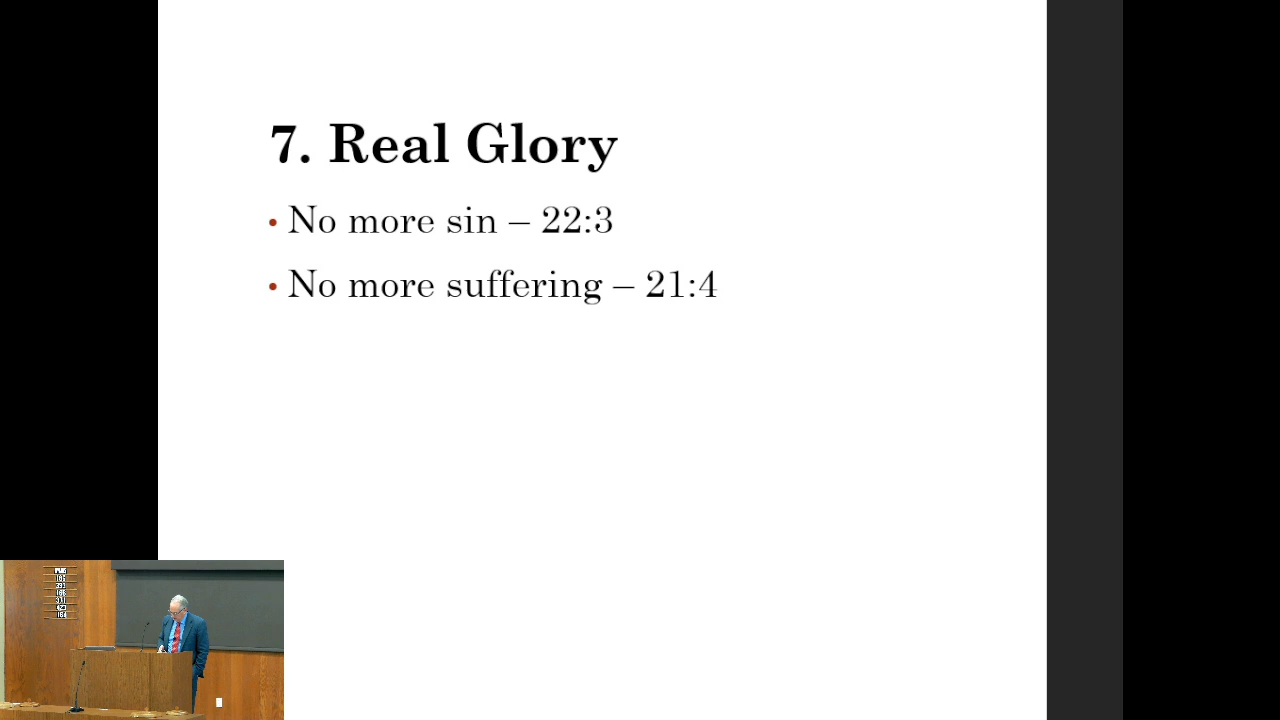 7. Real Glory
• No more sin – 22:3
• No more suffering – 21:4